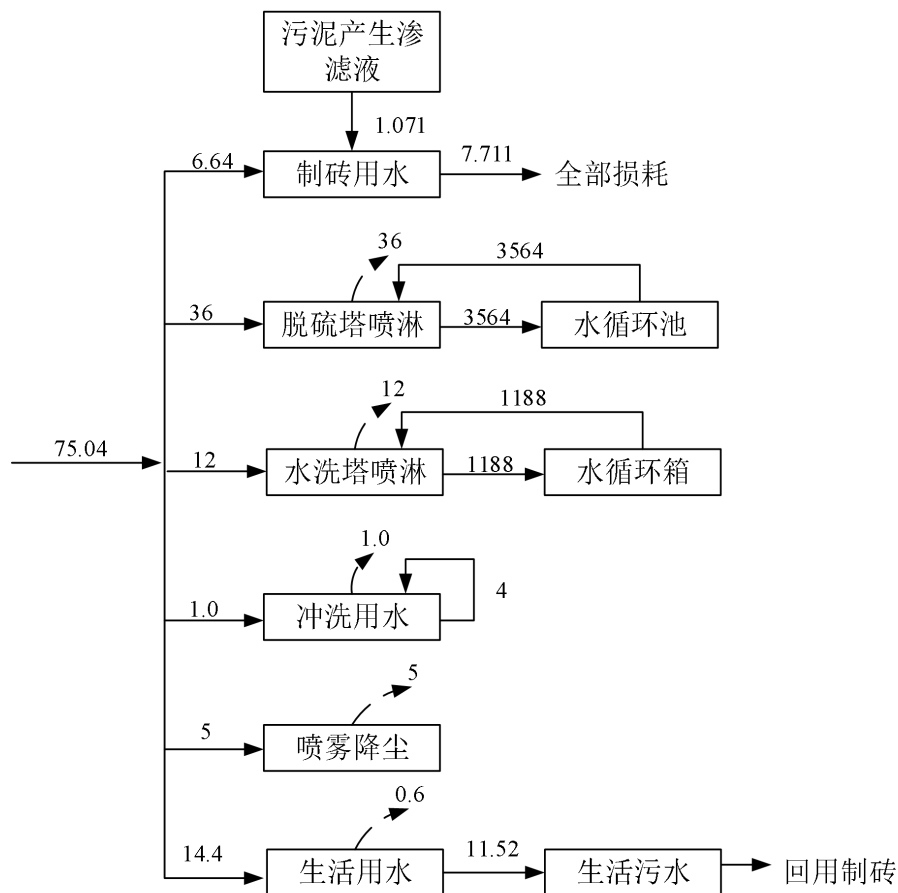 污泥产生渗
滤液
1.071
6.64
制砖用水
7.711
全部损耗
36
3564
36
脱硫塔喷淋
3564
水循环池
12
1188
75.04
12
水洗塔喷淋
1188
水循环箱
1.0
4
1.0
冲洗用水
5
5
喷雾降尘
0.6
14.4
生活用水
11.52
生活污水
回用制砖